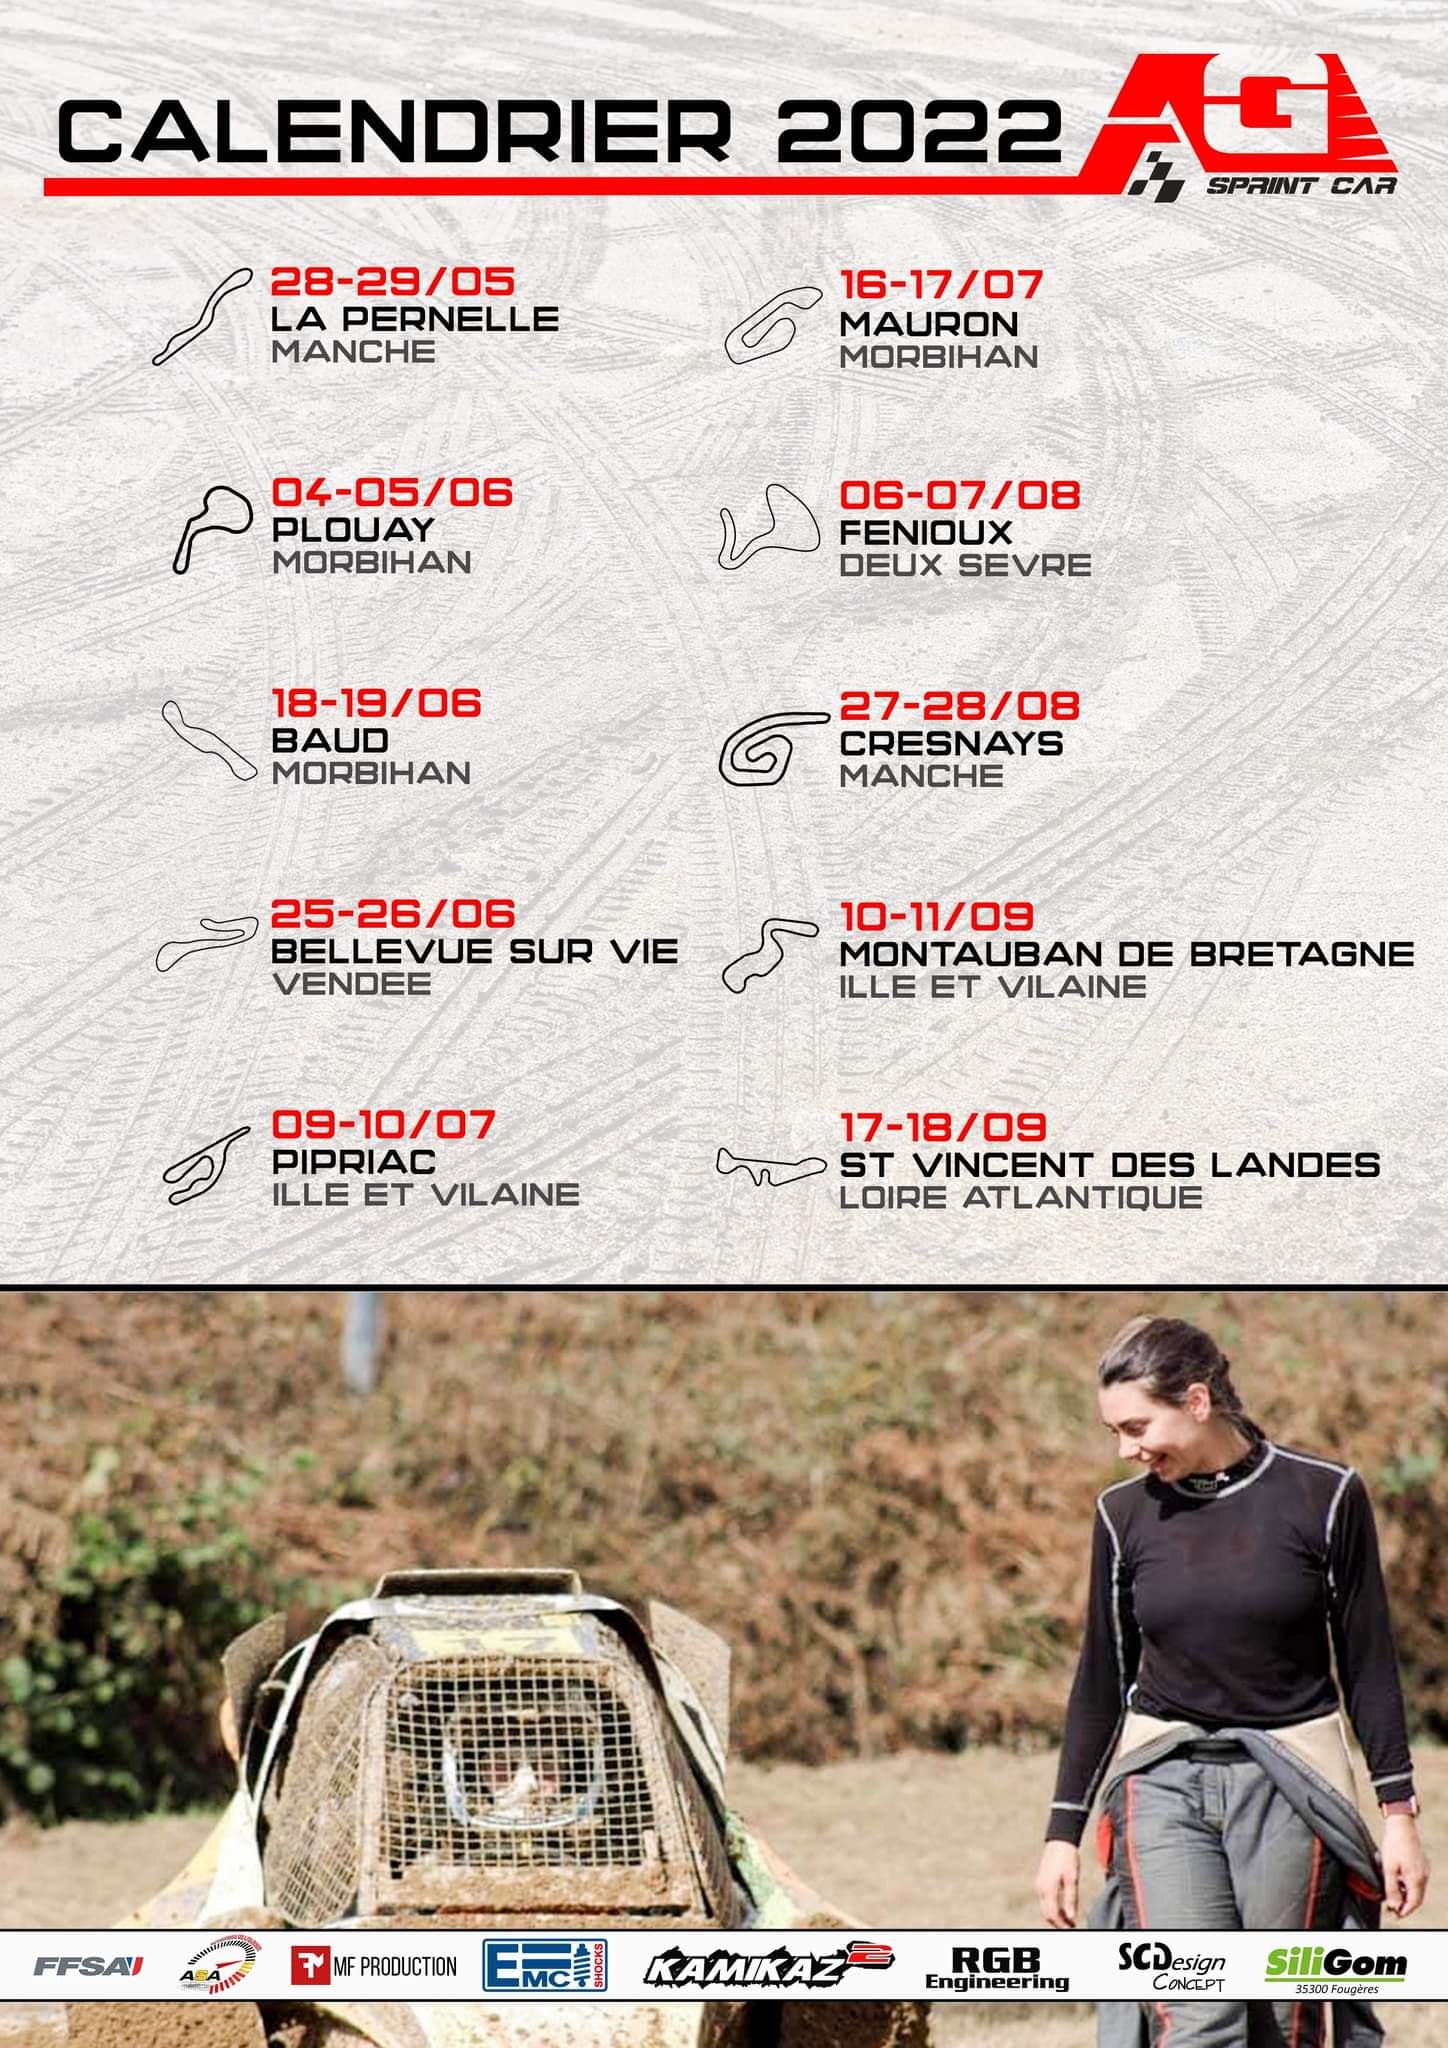 CALENDRIER 2022
AG
SPRINT CAR
28-29/05
LA PERNELLE
MANCHE
04-05/06
PLOUAY
MORBIHAN
18-19/06
BAUD
MORBIHAN
25-26/06
BELLEVUE SUR VIE
VENDEE
09-10/07
PIPRIAC
ILLE ET VILAINE
16-17/07
MAURON
MORBIHAN
06-07/08
FENIOUX
DEUX SEVRE
27-28/08
CRESNAYS
MANCHE
10-11/09
MONTAUBAN DE BRETAGNE
ILLE ET VILAINE
17-18/09
ST VINCENT DES LANDES
LOIRE ATLANTIQUE
FFSA
ASA
MF PRODUCTION
EMC SHOCKS
KAMIKAZ 2
RGB
Engineering
SCDesign
CONCEPT
SiliGom
35300 Fougères